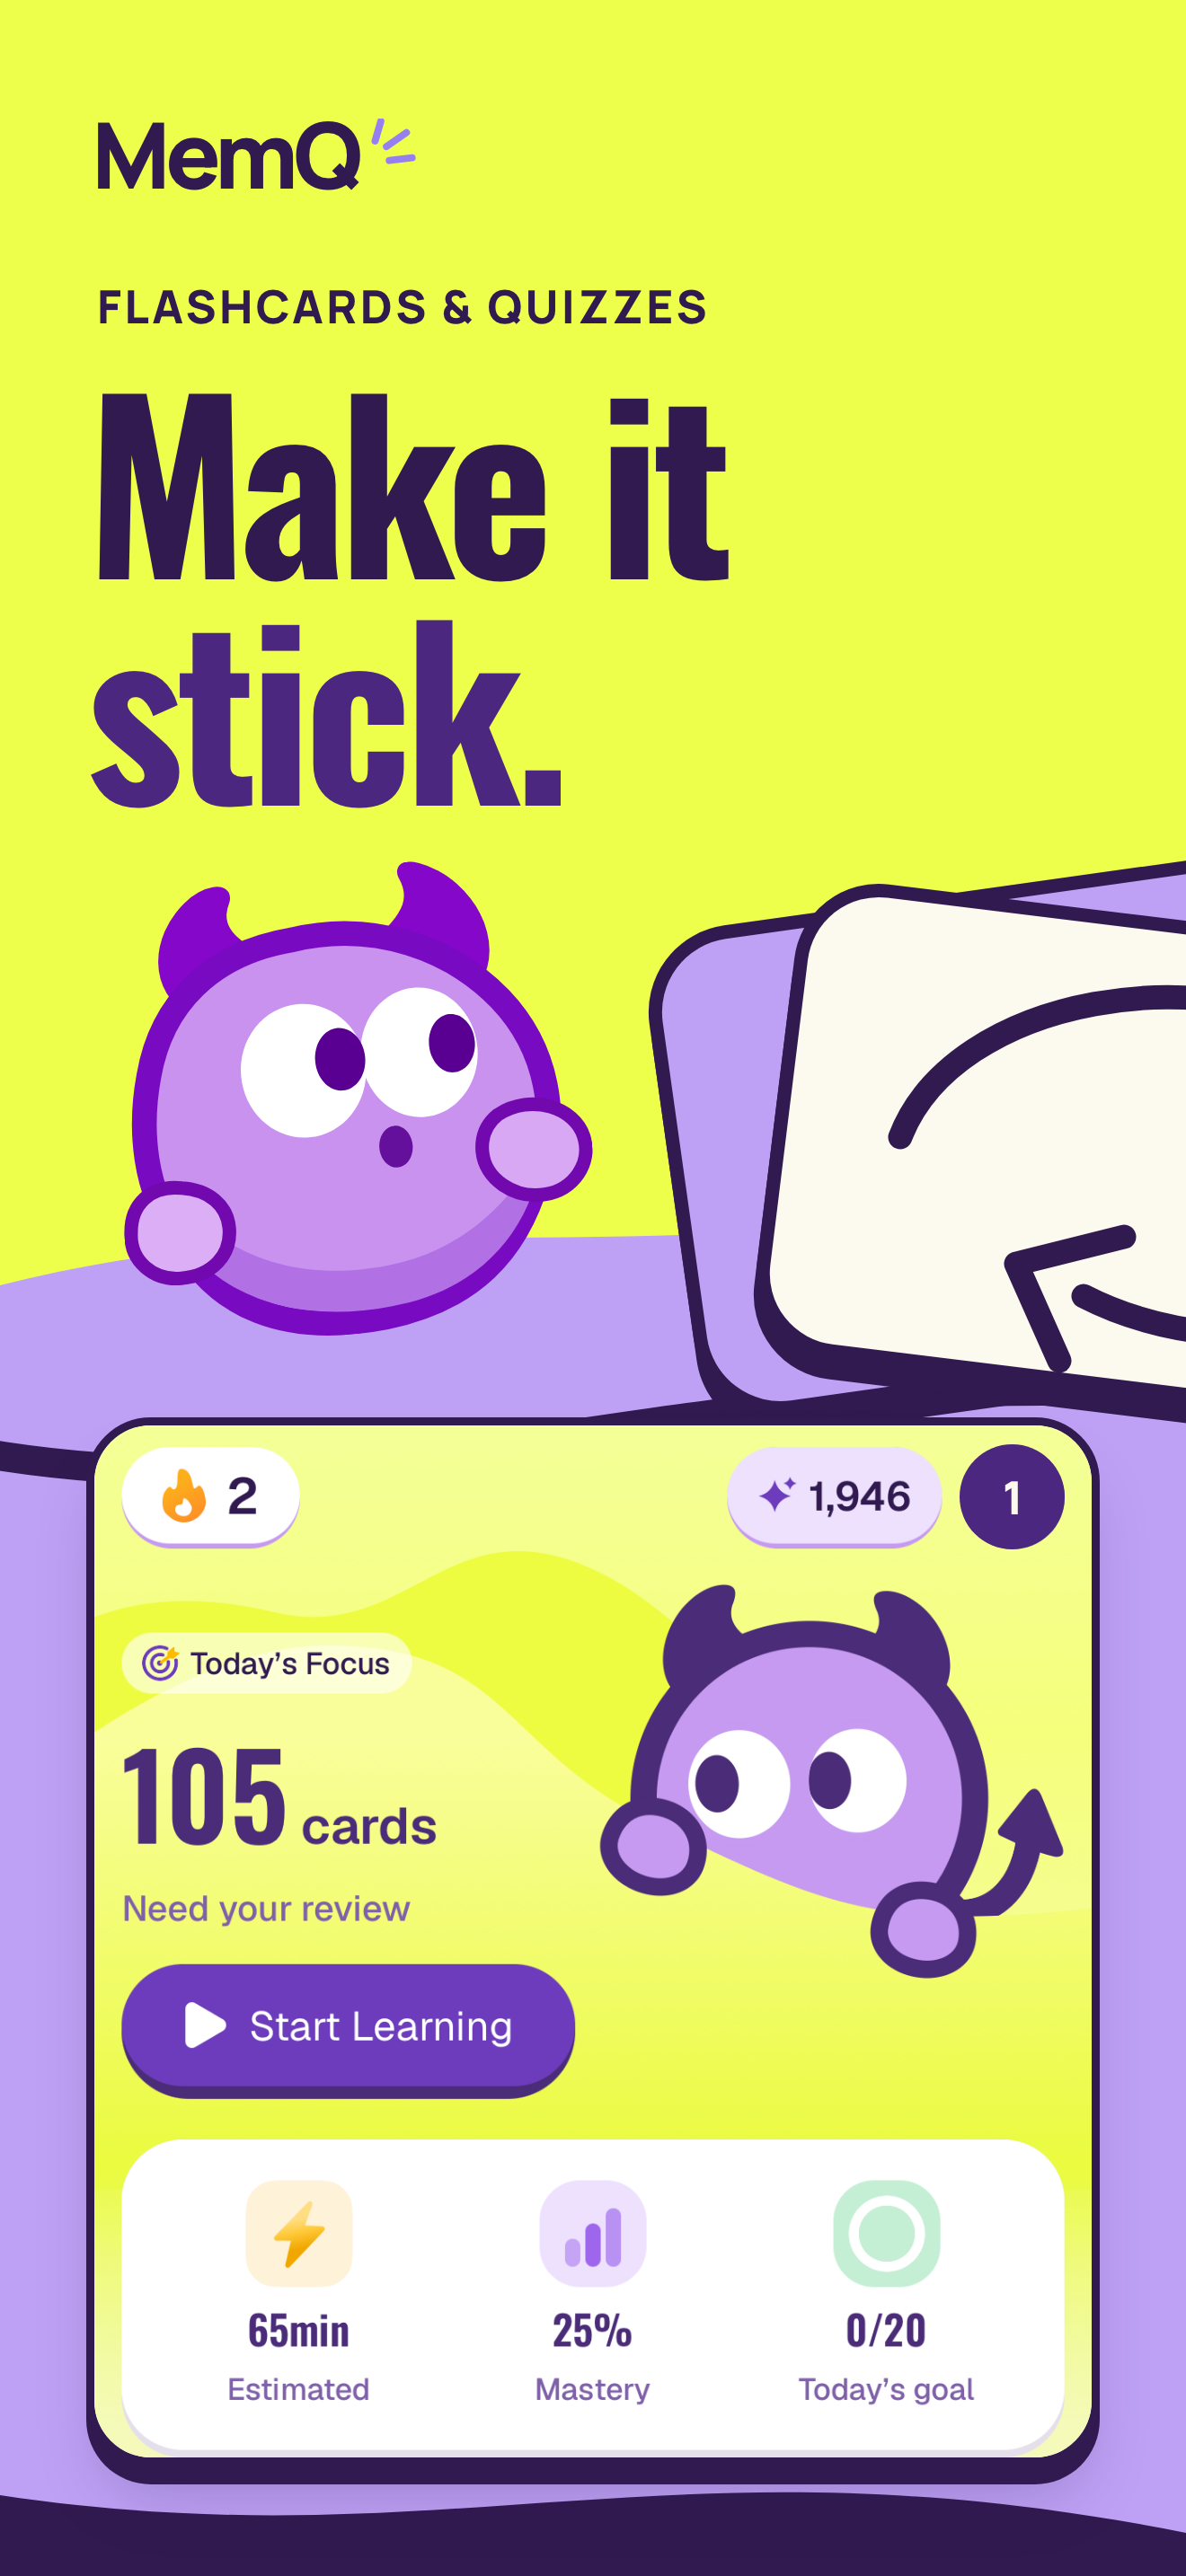 MemQ
FLASHCARDS & QUIZZES
Make it
stick.
2
1,946
1
Today’s Focus
105 cards
Need your review
Start Learning
65min
25%
0/20
Estimated
Mastery
Today’s goal